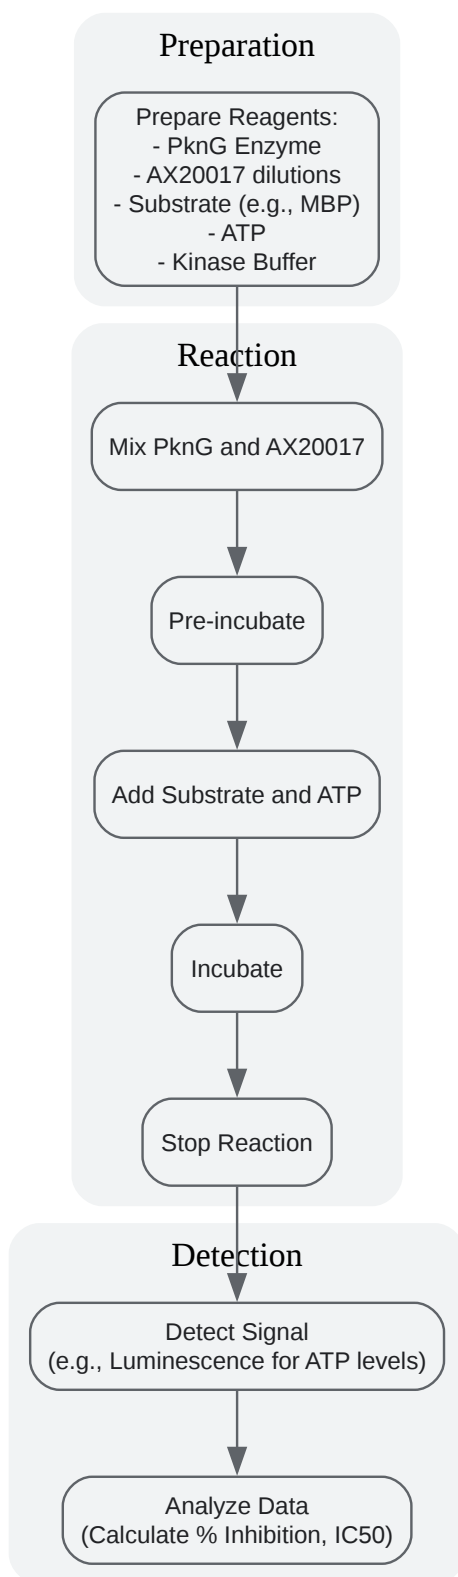 Preparation
Prepare Reagents:
- PknG Enzyme
- AX20017 dilutions
- Substrate (e.g., MBP)
- ATP
- Kinase Buffer
Reaction
Mix PknG and AX20017
Pre-incubate
Add Substrate and ATP
Incubate
Stop Reaction
Detection
Detect Signal
(e.g., Luminescence for ATP levels)
Analyze Data
(Calculate % Inhibition, IC50)